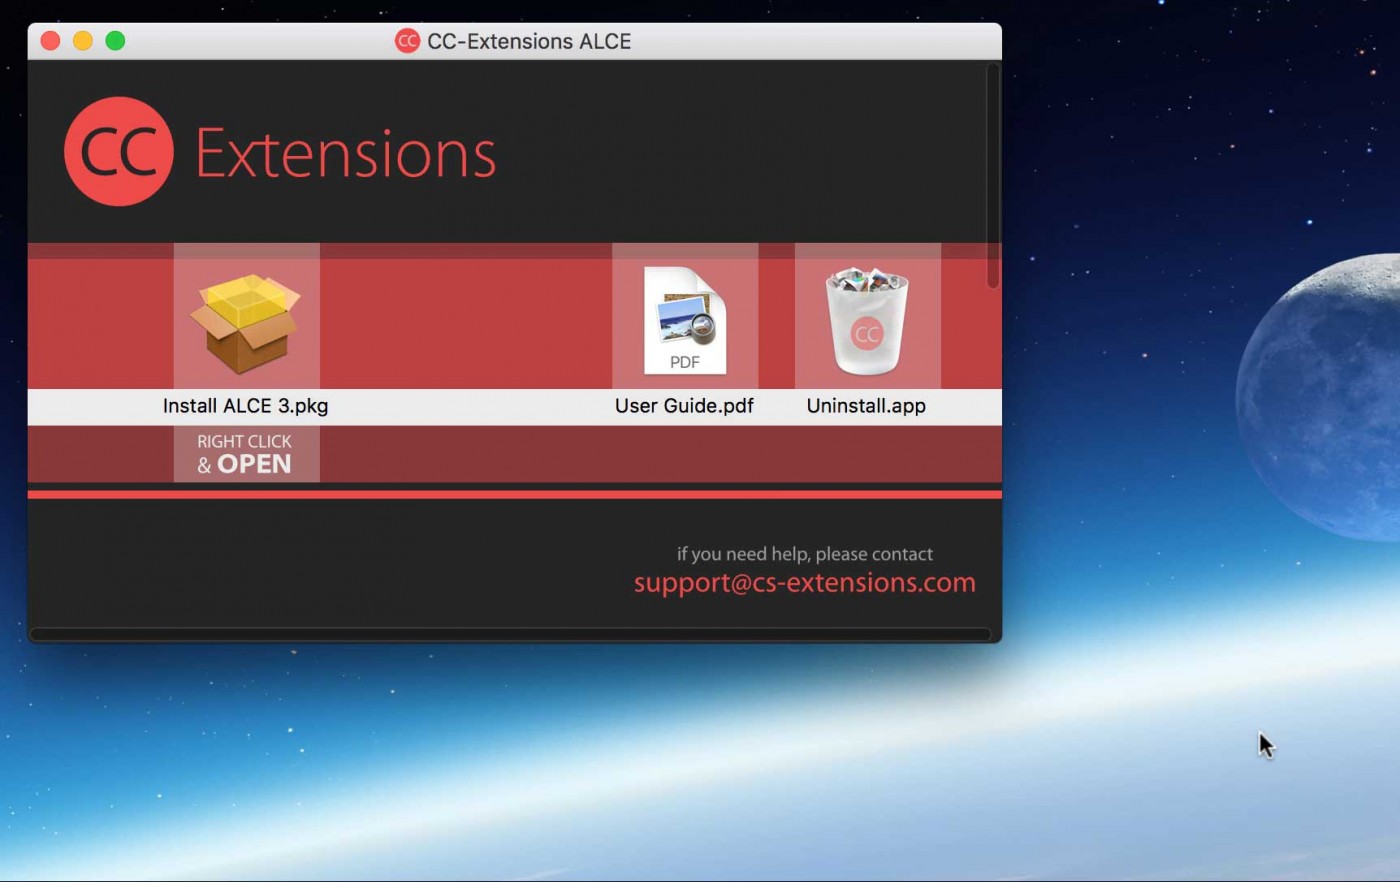 CC CC-Extensions ALCE
CC Extensions
PDF
CC
Install ALCE 3.pkg
User Guide.pdf
Uninstall.app
RIGHT CLICK
& OPEN
if you need help, please contact
support@cs-extensions.com